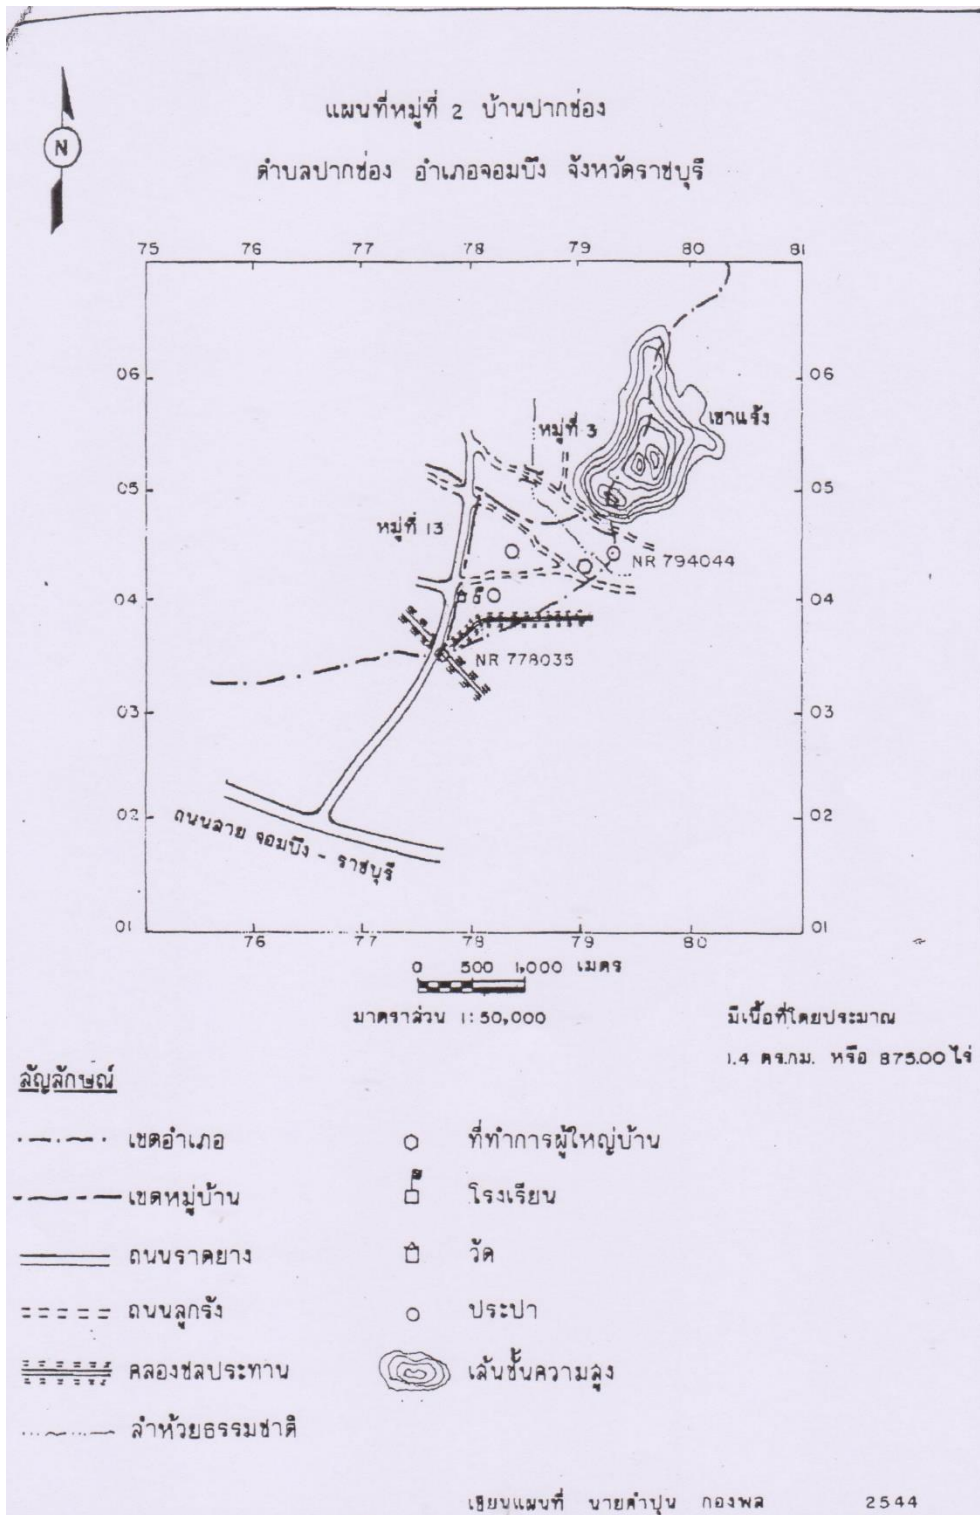 แผนที่หมู่ที่ 2 บ้านปากช่อง
ตำบลปากช่อง อำเภอจอมบึง จังหวัดราชบุรี
N
75 76 77 78 79 80 81
06 06
เขาแร้ง
หมู่ที่ 3
05 05
หมู่ที่ 13
NR 794044
04 04
NR 778035
03 03
02 02
ถนนสาย จอมบึง - ราชบุรี
01 01
76 77 78 79 80
0 500 1,000 เมตร
มาตราส่วน 1:50,000
มีเนื้อที่โดยประมาณ
1.4 ตร.กม. หรือ 875.00 ไร่
สัญลักษณ์
เขตอำเภอ
ที่ทำการผู้ใหญ่บ้าน
เขตหมู่บ้าน
โรงเรียน
ถนนราดยาง
วัด
ถนนลูกรัง
ประปา
คลองชลประทาน
เส้นชั้นความสูง
ลำห้วยธรรมชาติ
เขียนแผนที่ นายคำปุน กองพล 2544